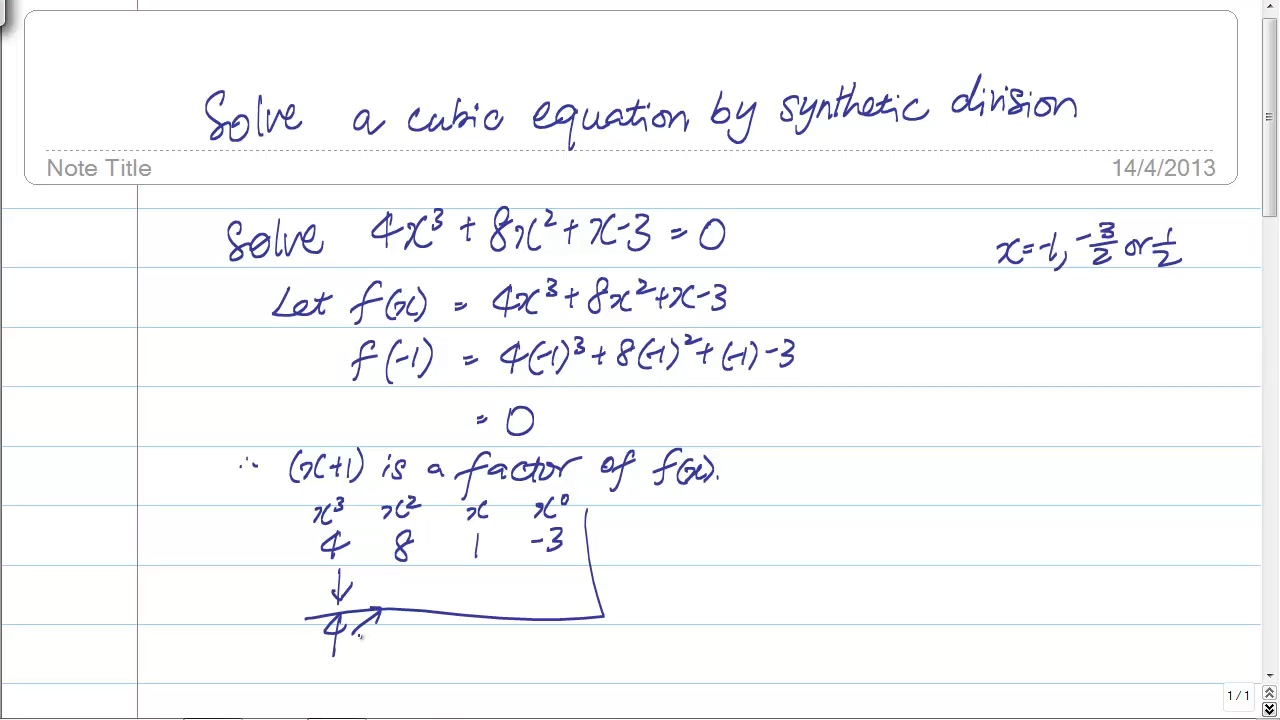 Solve a cubic equation by synthetic division
Note Title 14/4/2013
Solve 4x³ + 8x² + x - 3 = 0
x = -1, -3/2 or 1/2
Let f(x) = 4x³ + 8x² + x - 3
f(-1) = 4(-1)³ + 8(-1)² + (-1) - 3
= 0
∴ (x+1) is a factor of f(x).
x³ x² x x⁰
4 8 1 -3
4
1 / 1